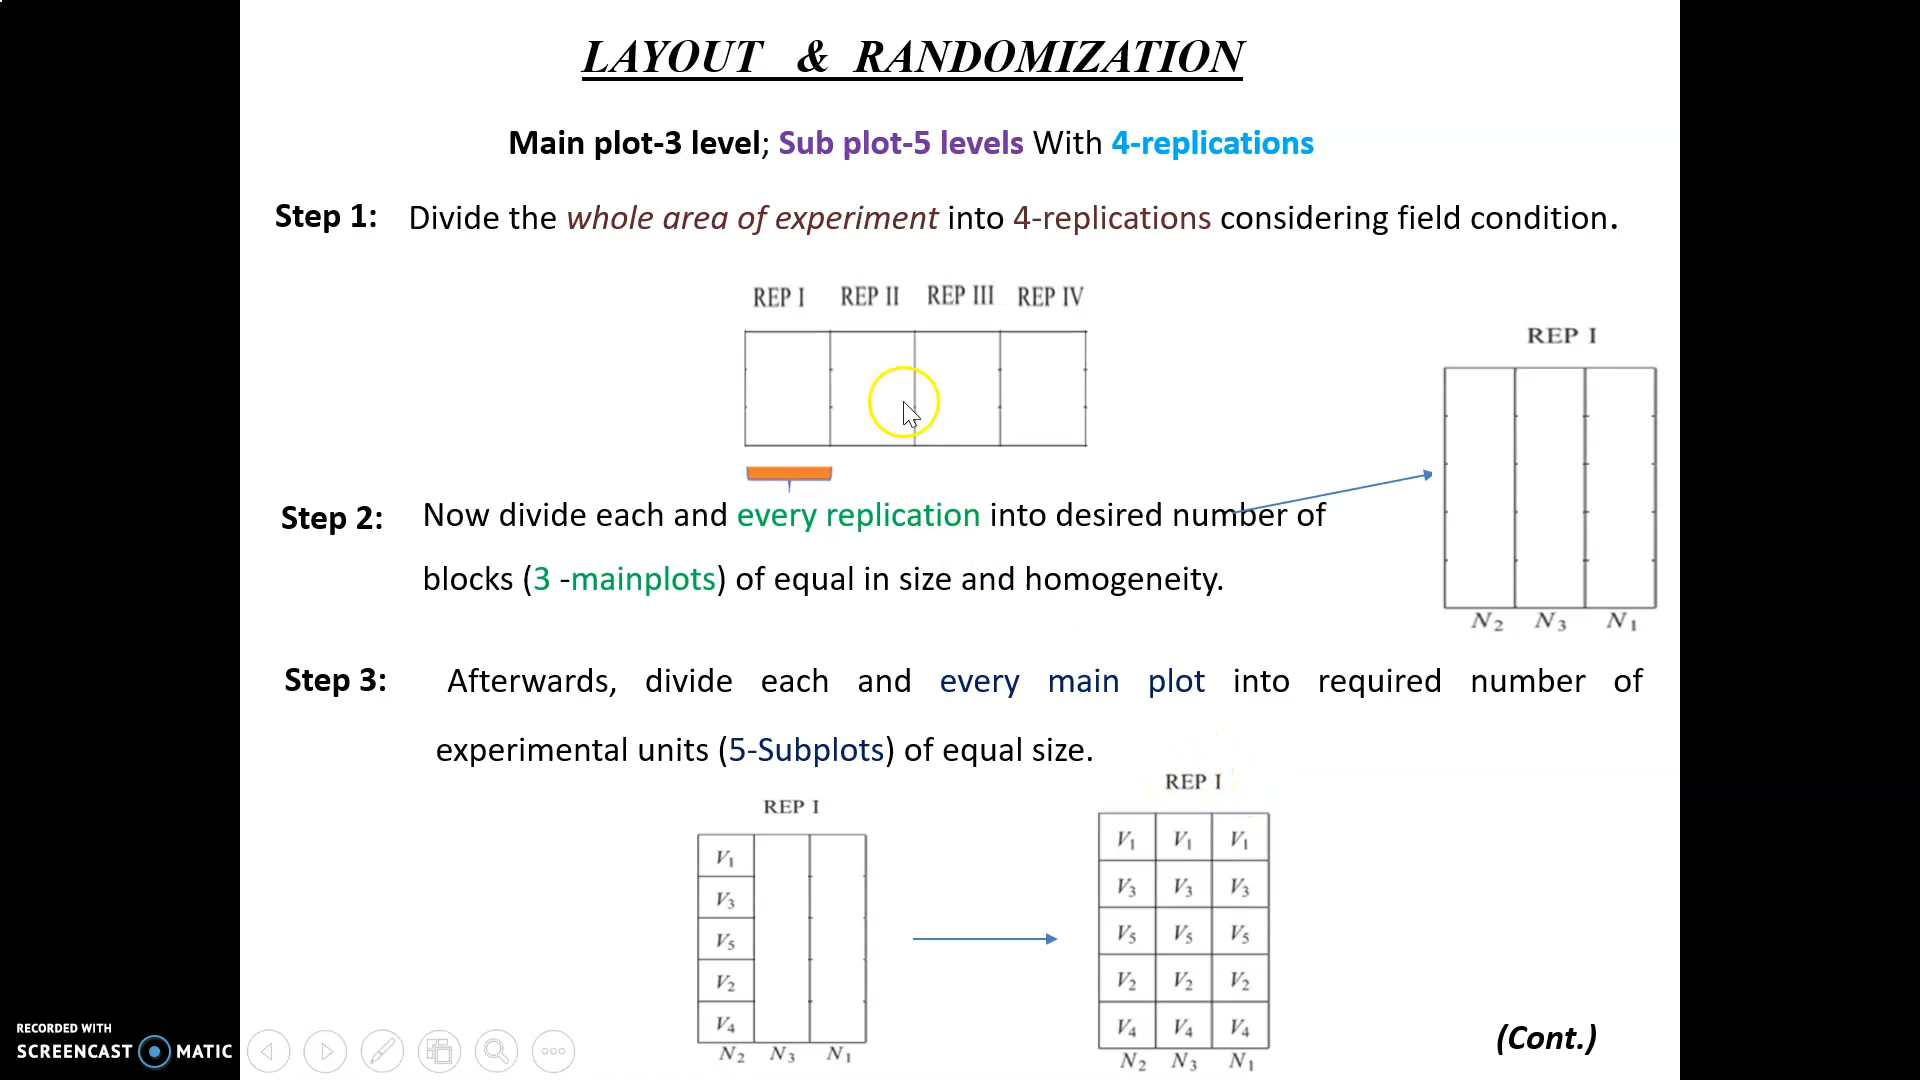 LAYOUT & RANDOMIZATION
Main plot-3 level; Sub plot-5 levels With 4-replications
Step 1: Divide the whole area of experiment into 4-replications considering field condition.
REP I REP II REP III REP IV
REP I
N2 N3 N1
Step 2: Now divide each and every replication into desired number of
blocks (3 -mainplots) of equal in size and homogeneity.
Step 3: Afterwards, divide each and every main plot into required number of
experimental units (5-Subplots) of equal size.
REP I
V1
V3
V5
V2
V4
N2 N3 N1
REP I
V1 V1 V1
V3 V3 V3
V5 V5 V5
V2 V2 V2
V4 V4 V4
N2 N3 N1
(Cont.)
RECORDED WITH
SCREENCAST MATIC